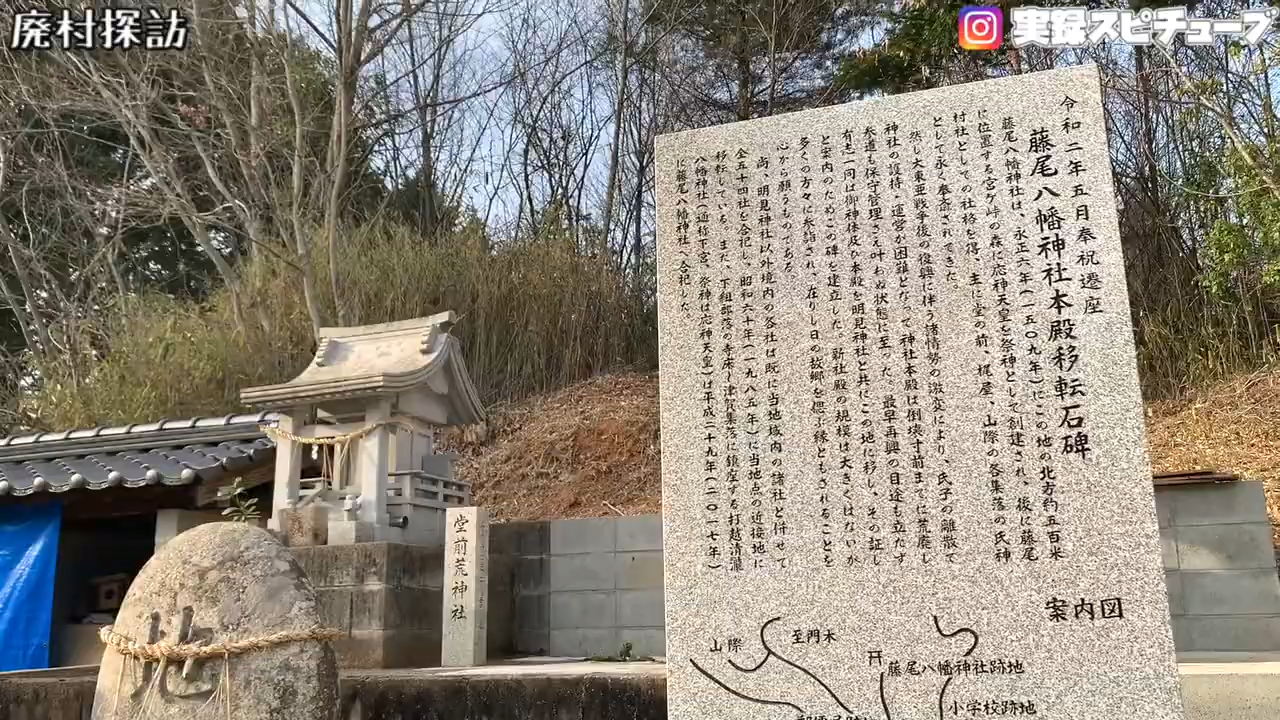 廃村探訪
実録スピチューブ
令和二年五月奉祝遷座
藤尾八幡神社本殿移転石碑
藤尾八幡神社は、永正六年(一五〇九年)にこの地の北方約五百米
に位置する宮ケ峠の森に応神天皇を祭神として創建され、後に藤尾
村社としての社格を得、主に堂の前、梶屋、山際の各集落の氏神
として永く奉斎されてきた。
然し大東亜戦争後の復興に伴う諸情勢の激変により、氏子の離散で
神社の維持・運営が困難となって神社本殿は倒壊寸前まで荒廃し
参道も保守管理さえ叶わぬ状態に至った。最早再興の目途も立たず
有志一同は御神体及び本殿を明見神社と共にこの地に移し、その証し
と案内のためこの碑を建立した。新社殿の規模は大きくはないが
多くの方々に参詣され、在りし日の故郷を偲ぶ縁ともされることを
心から願うものである。
尚、明見神社以外境内の各社は既に当地域内の諸社と併せて
全五十四社を合祀し、昭和六十年(一九八五年)に当地点の近接地に
移転している。また、下組部落の寺床・津保集落に鎮座する打越清瀧
八幡神社(通称下宮、祭神は応神天皇)は平成二十九年(二〇一七年)
に藤尾八幡神社へ合祀した。
案内図
山際
至門末
藤尾八幡神社跡地
小学校跡地
堂前荒神社